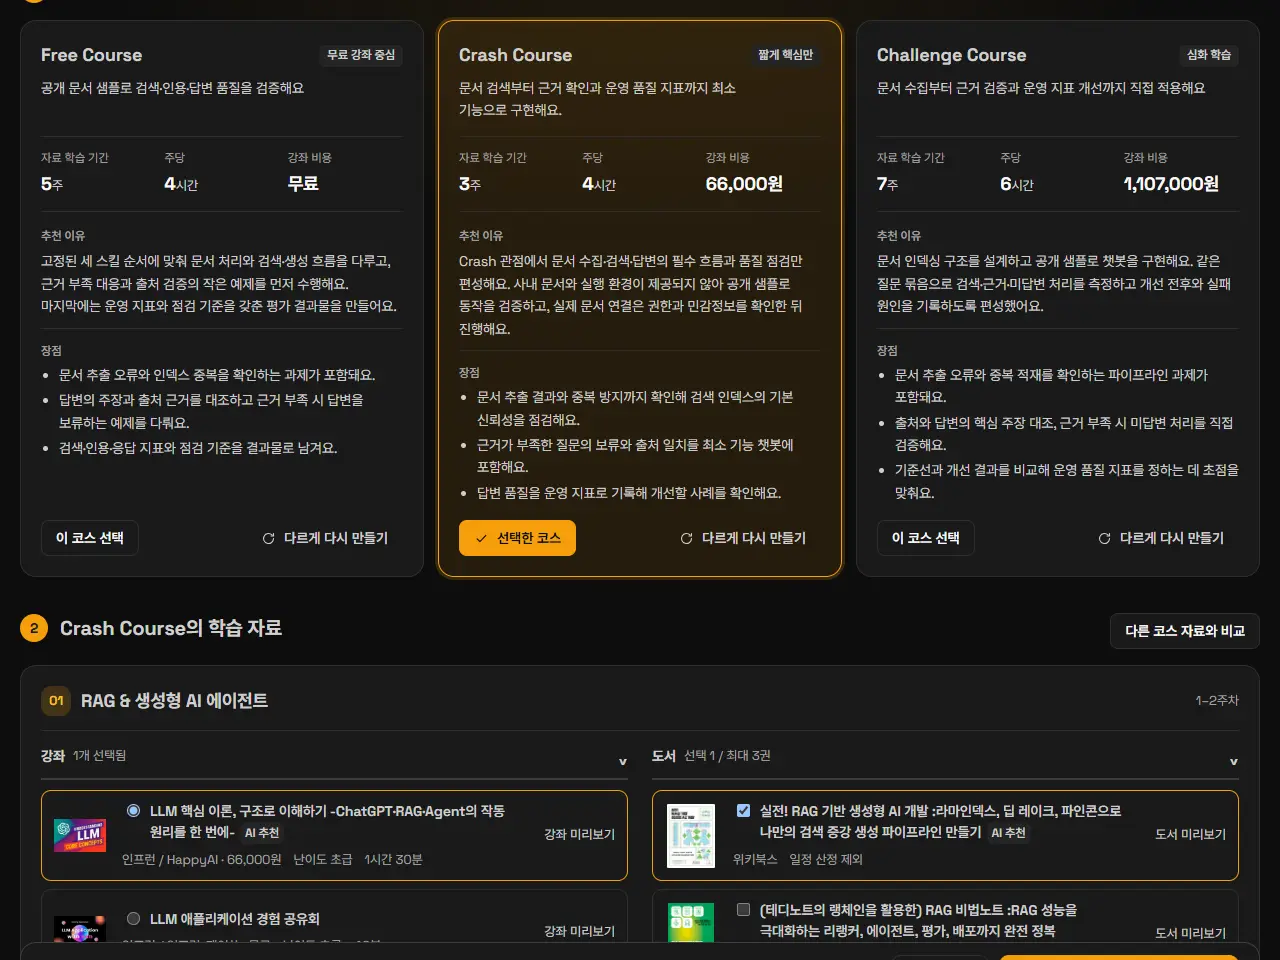 Free Course
무료 강좌 중심
공개 문서 샘플로 검색·인용·답변 품질을 검증해요
자료 학습 기간
주당
강좌 비용
5주
4시간
무료
추천 이유
고정된 세 스킬 순서에 맞춰 문서 처리와 검색·생성 흐름을 다루고,
근거 부족 대응과 출처 검증의 작은 예제를 먼저 수행해요.
마지막에는 운영 지표와 점검 기준을 갖춘 평가 결과물을 만들어요.
장점
문서 추출 오류와 인덱스 중복을 확인하는 과제가 포함돼요.
답변의 주장과 출처 근거를 대조하고 근거 부족 시 답변을
보류하는 예제를 다뤄요.
검색·인용·응답 지표와 점검 기준을 결과물로 남겨요.
이 코스 선택
다르게 다시 만들기
Crash Course
짧게 핵심만
문서 검색부터 근거 확인과 운영 품질 지표까지 최소
기능으로 구현해요.
자료 학습 기간
주당
강좌 비용
3주
4시간
66,000원
추천 이유
Crash 관점에서 문서 수집·검색·답변의 필수 흐름과 품질 점검만
편성해요. 사내 문서와 실행 환경이 제공되지 않아 공개 샘플로
동작을 검증하고, 실제 문서 연결은 권한과 민감정보를 확인한 뒤
진행해요.
장점
문서 추출 결과와 중복 방지까지 확인해 검색 인덱스의 기본
신뢰성을 점검해요.
근거가 부족한 질문의 보류와 출처 일치를 최소 기능 챗봇에
포함해요.
답변 품질을 운영 지표로 기록해 개선할 사례를 확인해요.
선택한 코스
다르게 다시 만들기
Challenge Course
심화 학습
문서 수집부터 근거 검증과 운영 지표 개선까지 직접 적용해요
자료 학습 기간
주당
강좌 비용
7주
6시간
1,107,000원
추천 이유
문서 인덱싱 구조를 설계하고 공개 샘플로 챗봇을 구현해요. 같은
질문 묶음으로 검색·근거·미답변 처리를 측정하고 개선 전후와 실패
원인을 기록하도록 편성했어요.
장점
문서 추출 오류와 중복 적재를 확인하는 파이프라인 과제가
포함돼요.
출처와 답변의 핵심 주장 대조, 근거 부족 시 미답변 처리를 직접
검증해요.
기준선과 개선 결과를 비교해 운영 품질 지표를 정하는 데 초점을
맞춰요.
이 코스 선택
다르게 다시 만들기
2
Crash Course의 학습 자료
다른 코스 자료와 비교
01
RAG & 생성형 AI 에이전트
1–2주차
강좌 1개 선택됨
도서 선택 1 / 최대 3권
LLM 핵심 이론, 구조로 이해하기 -ChatGPT·RAG·Agent의 작동
원리를 한 번에- AI 추천
강좌 미리보기
인프런 / HappyAI · 66,000원 난이도 초급 1시간 30분
실전! RAG 기반 생성형 AI 개발 :라마인덱스, 딥 레이크, 파인콘으로
나만의 검색 증강 생성 파이프라인 만들기 AI 추천
도서 미리보기
위키북스 일정 산정 제외
LLM 애플리케이션 경험 공유회
강좌 미리보기
(테디노트의 랭체인을 활용한) RAG 비법노트 :RAG 성능을
극대화하는 리랭커, 에이전트, 평가, 배포까지 완전 정복
도서 미리보기